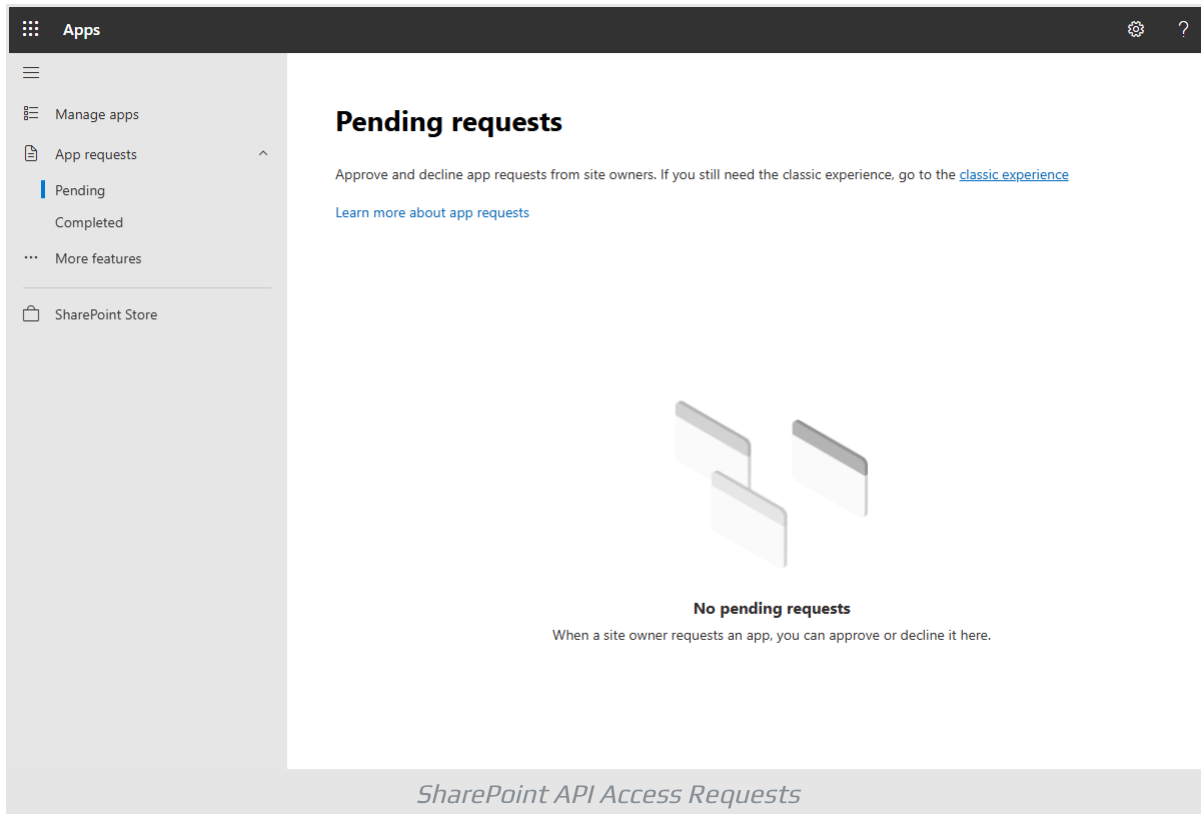 Apps
?
Manage apps
App requests
Pending
Completed
More features
SharePoint Store
Pending requests
Approve and decline app requests from site owners. If you still need the classic experience, go to the classic experience
Learn more about app requests
No pending requests
When a site owner requests an app, you can approve or decline it here.
SharePoint API Access Requests